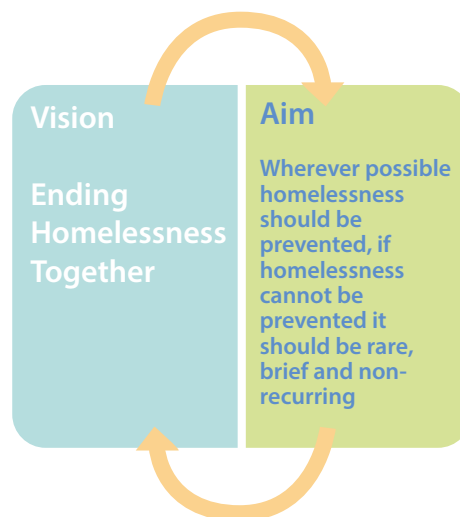 Vision
Ending
Homelessness
Together
Aim
Wherever possible
homelessness
should be
prevented, if
homelessness
cannot be
prevented it
should be rare,
brief and non-
recurring